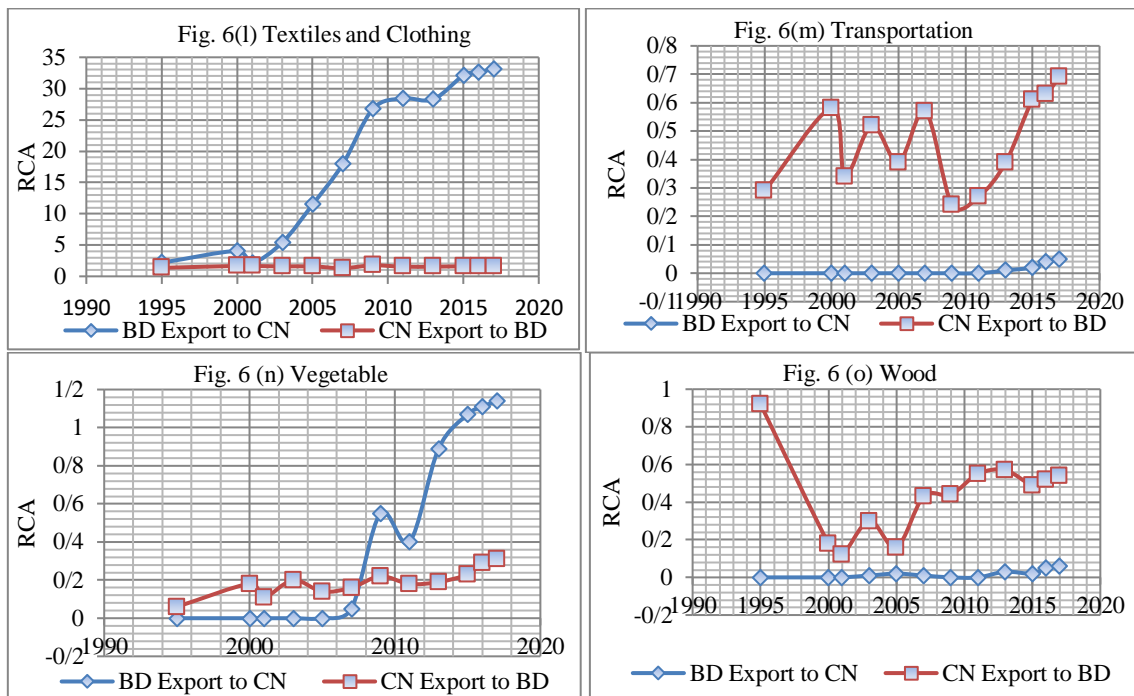 Fig. 6(l) Textiles and Clothing
35
30
25
20
15
10
5
0
RCA
1990 1995 2000 2005 2010 2015 2020
BD Export to CN CN Export to BD
Fig. 6(m) Transportation
0/8
0/7
0/6
0/5
0/4
0/3
0/2
0/1
0
-0/1
RCA
1990 1995 2000 2005 2010 2015 2020
BD Export to CN CN Export to BD
Fig. 6 (n) Vegetable
1/2
1
0/8
0/6
0/4
0/2
0
-0/2
RCA
1990 2000 2010 2020
BD Export to CN CN Export to BD
Fig. 6 (o) Wood
1
0/8
0/6
0/4
0/2
0
-0/2
RCA
1990 1995 2000 2005 2010 2015 2020
BD Export to CN CN Export to BD